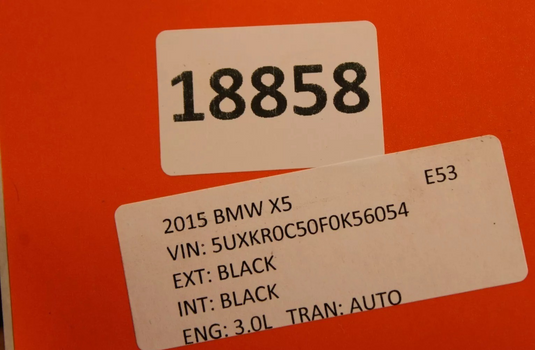 18858
2015 BMW X5 E53
VIN: 5UXKR0C50F0K56054
EXT: BLACK
INT: BLACK
ENG: 3.0L TRAN: AUTO